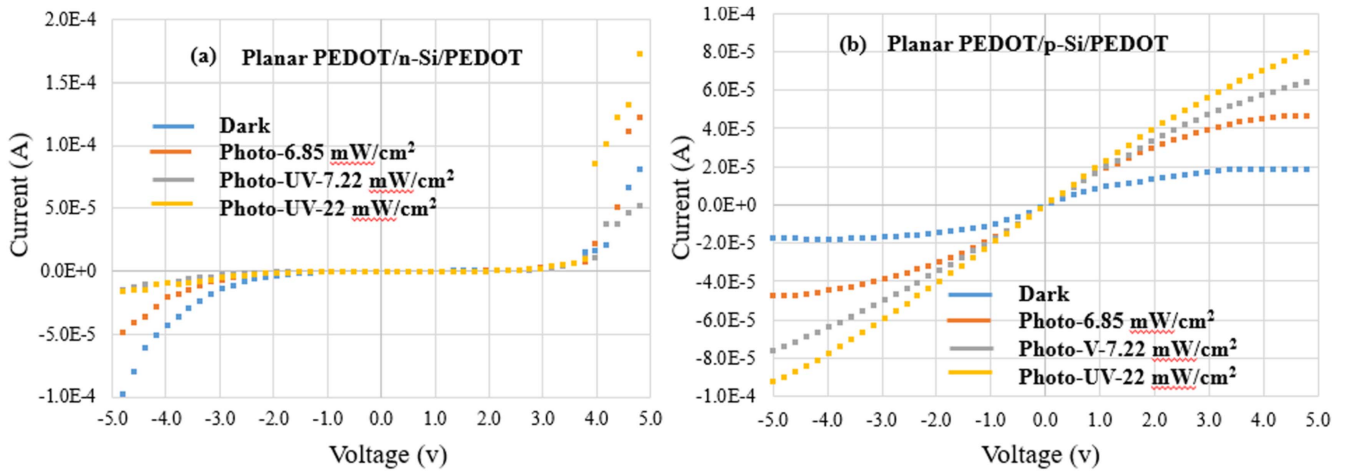 (a) Planar PEDOT/n-Si/PEDOT
Dark
Photo-6.85 mW/cm²
Photo-UV-7.22 mW/cm²
Photo-UV-22 mW/cm²
2.0E-4
1.5E-4
1.0E-4
5.0E-5
0.0E+0
-5.0E-5
-1.0E-4
Current (A)
-5.0 -4.0 -3.0 -2.0 -1.0 0.0 1.0 2.0 3.0 4.0 5.0
Voltage (v)
(b) Planar PEDOT/p-Si/PEDOT
1.0E-4
8.0E-5
6.0E-5
4.0E-5
2.0E-5
0.0E+0
-2.0E-5
-4.0E-5
-6.0E-5
-8.0E-5
-1.0E-4
Current (A)
Dark
Photo-6.85 mW/cm²
Photo-V-7.22 mW/cm²
Photo-UV-22 mW/cm²
-5.0 -4.0 -3.0 -2.0 -1.0 0.0 1.0 2.0 3.0 4.0 5.0
Voltage (v)